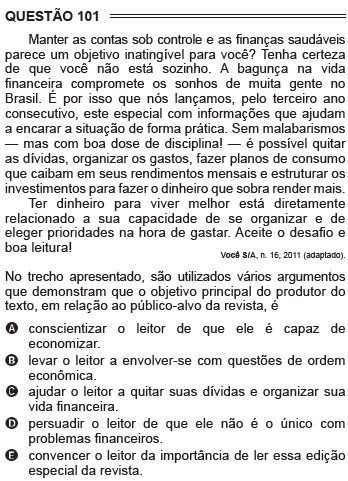 QUESTÃO 101
Manter as contas sob controle e as finanças saudáveis
parece um objetivo inatingível para você? Tenha certeza
de que você não está sozinho. A bagunça na vida
financeira compromete os sonhos de muita gente no
Brasil. É por isso que nós lançamos, pelo terceiro ano
consecutivo, este especial com informações que ajudam
a encarar a situação de forma prática. Sem malabarismos
— mas com boa dose de disciplina! — é possível quitar
as dívidas, organizar os gastos, fazer planos de consumo
que caibam em seus rendimentos mensais e estruturar os
investimentos para fazer o dinheiro que sobra render mais.
Ter dinheiro para viver melhor está diretamente
relacionado a sua capacidade de se organizar e de
eleger prioridades na hora de gastar. Aceite o desafio e
boa leitura!
Você S/A, n. 16, 2011 (adaptado).
No trecho apresentado, são utilizados vários argumentos
que demonstram que o objetivo principal do produtor do
texto, em relação ao público-alvo da revista, é
A conscientizar o leitor de que ele é capaz de
economizar.
B levar o leitor a envolver-se com questões de ordem
econômica.
C ajudar o leitor a quitar suas dívidas e organizar sua
vida financeira.
D persuadir o leitor de que ele não é o único com
problemas financeiros.
E convencer o leitor da importância de ler essa edição
especial da revista.